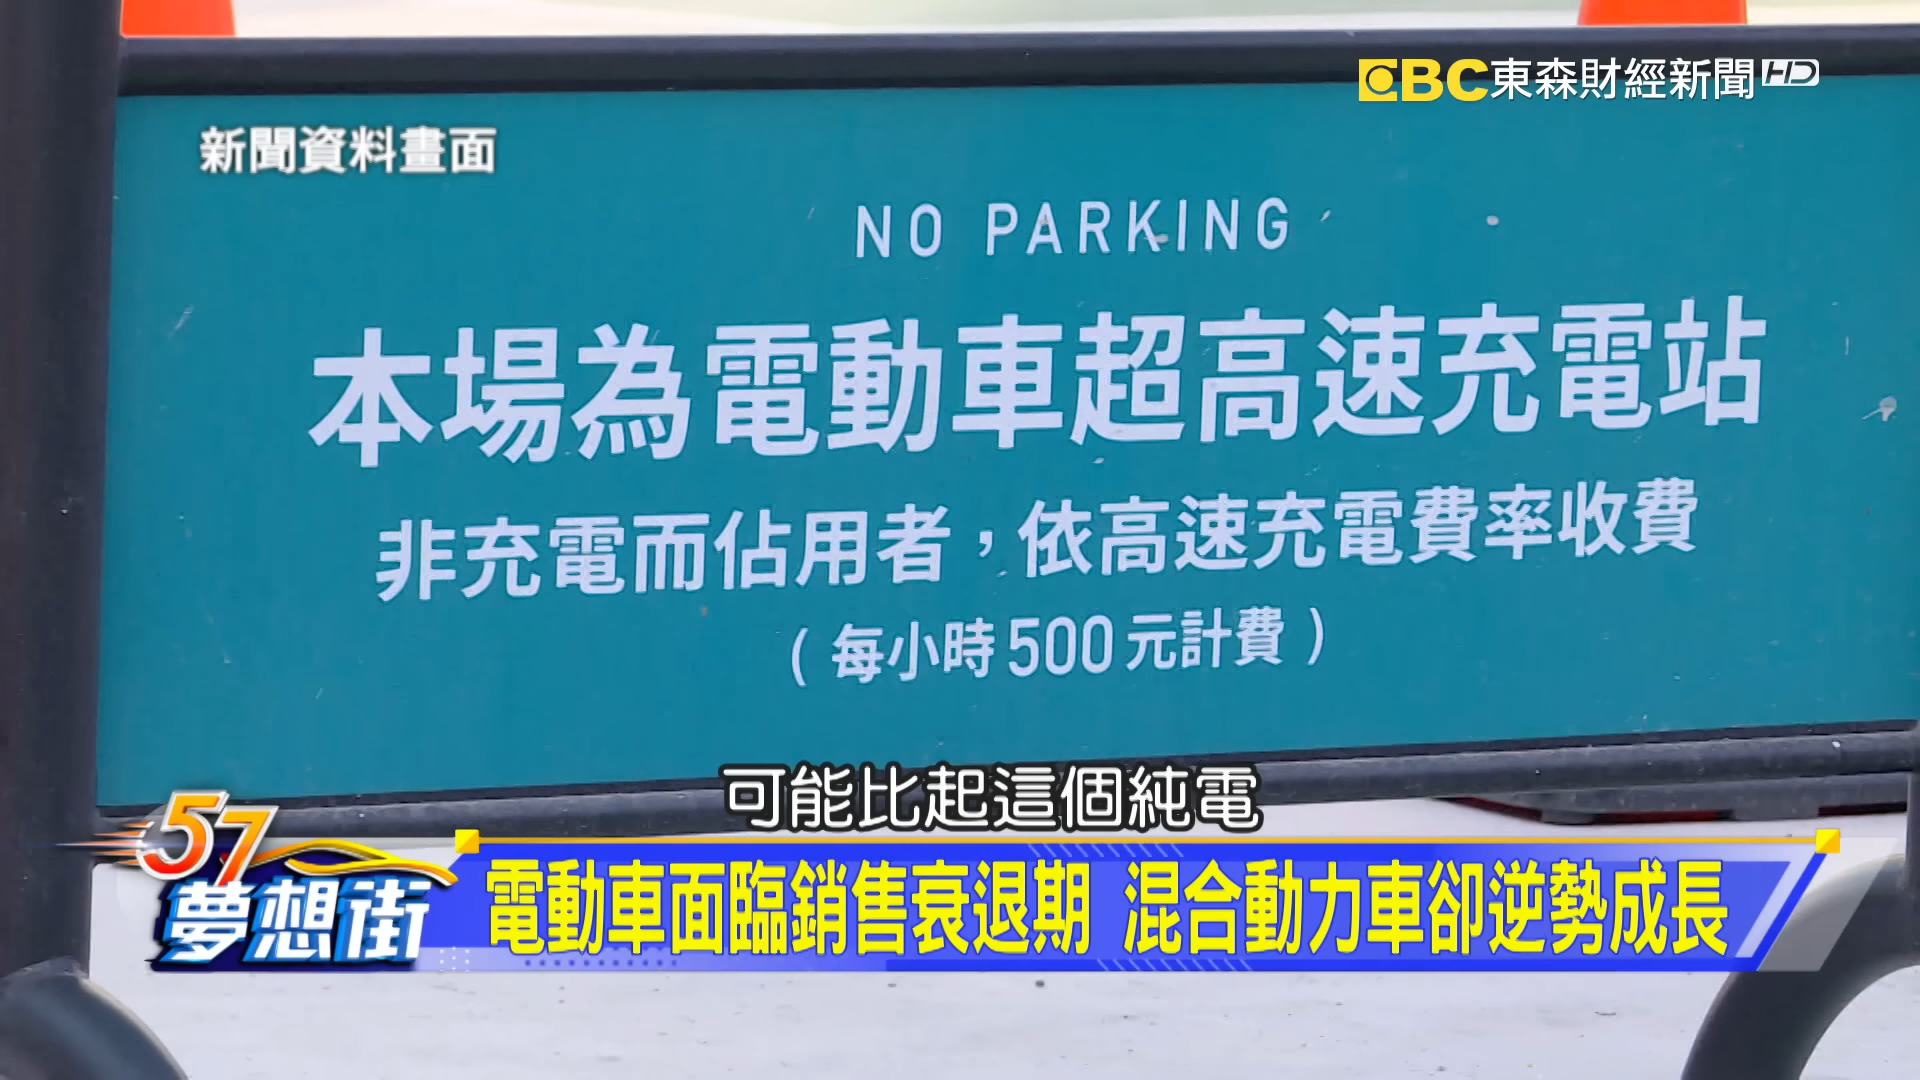 EBC東森財經新聞HD
新聞資料畫面
NO PARKING
本場為電動車超高速充電站
非充電而佔用者，依高速充電費率收費
（每小時500元計費）
可能比起這個純電
57夢想街
電動車面臨銷售衰退期 混合動力車卻逆勢成長